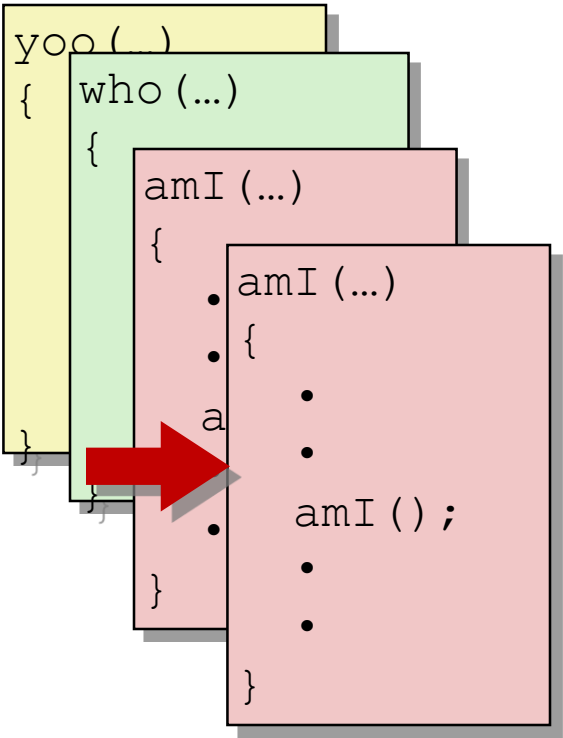 yoo(…)
{
}
who(…)
{
}
amI(…)
{
•
•
a
•
}
amI(…)
{
•
•
amI();
•
•
}